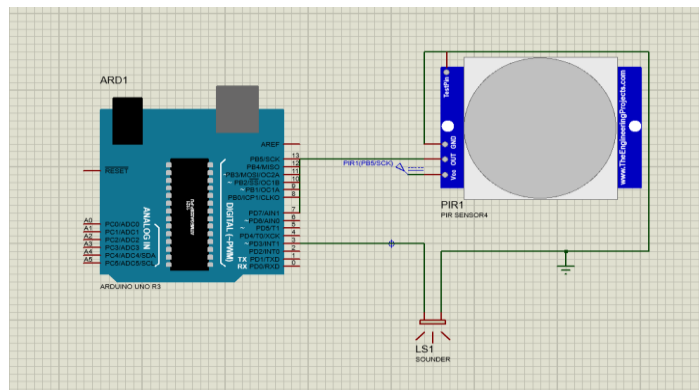 ARD1
ARDUINO UNO R3
RESET
AREF
PB5/SCK
PB4/MISO
~PB3/MOSI/OC2A
~ PB2/SS/OC1B
~ PB1/OC1A
PB0/ICP1/CLKO
PD7/AIN1
~ PD6/AIN0
~ PD5/T1
PD4/T0/XCK
~ PD3/INT1
PD2/INT0
TX PD1/TXD
RX PD0/RXD
13
12
11
10
9
8
7
6
5
4
3
2
1
0
DIGITAL (~PWM)
ANALOG IN
A0
A1
A2
A3
A4
A5
PC0/ADC0
PC1/ADC1
PC2/ADC2
PC3/ADC3
PC4/ADC4/SDA
PC5/ADC5/SCL
PIR1(PB5/SCK)
TestPin
GND
OUT
Vcc
www.TheEngineeringProjects.com
PIR1
PIR SENSOR4
LS1
SOUNDER